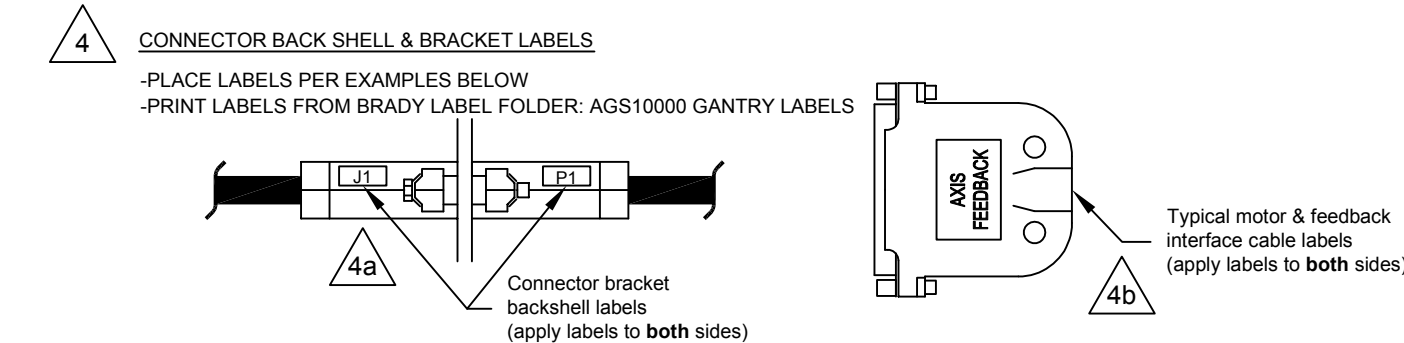 4
CONNECTOR BACK SHELL & BRACKET LABELS
-PLACE LABELS PER EXAMPLES BELOW
-PRINT LABELS FROM BRADY LABEL FOLDER: AGS10000 GANTRY LABELS
J1
P1
4a
Connector bracket
backshell labels
(apply labels to both sides)
AXIS
FEEDBACK
Typical motor & feedback
interface cable labels
(apply labels to both sides)
4b